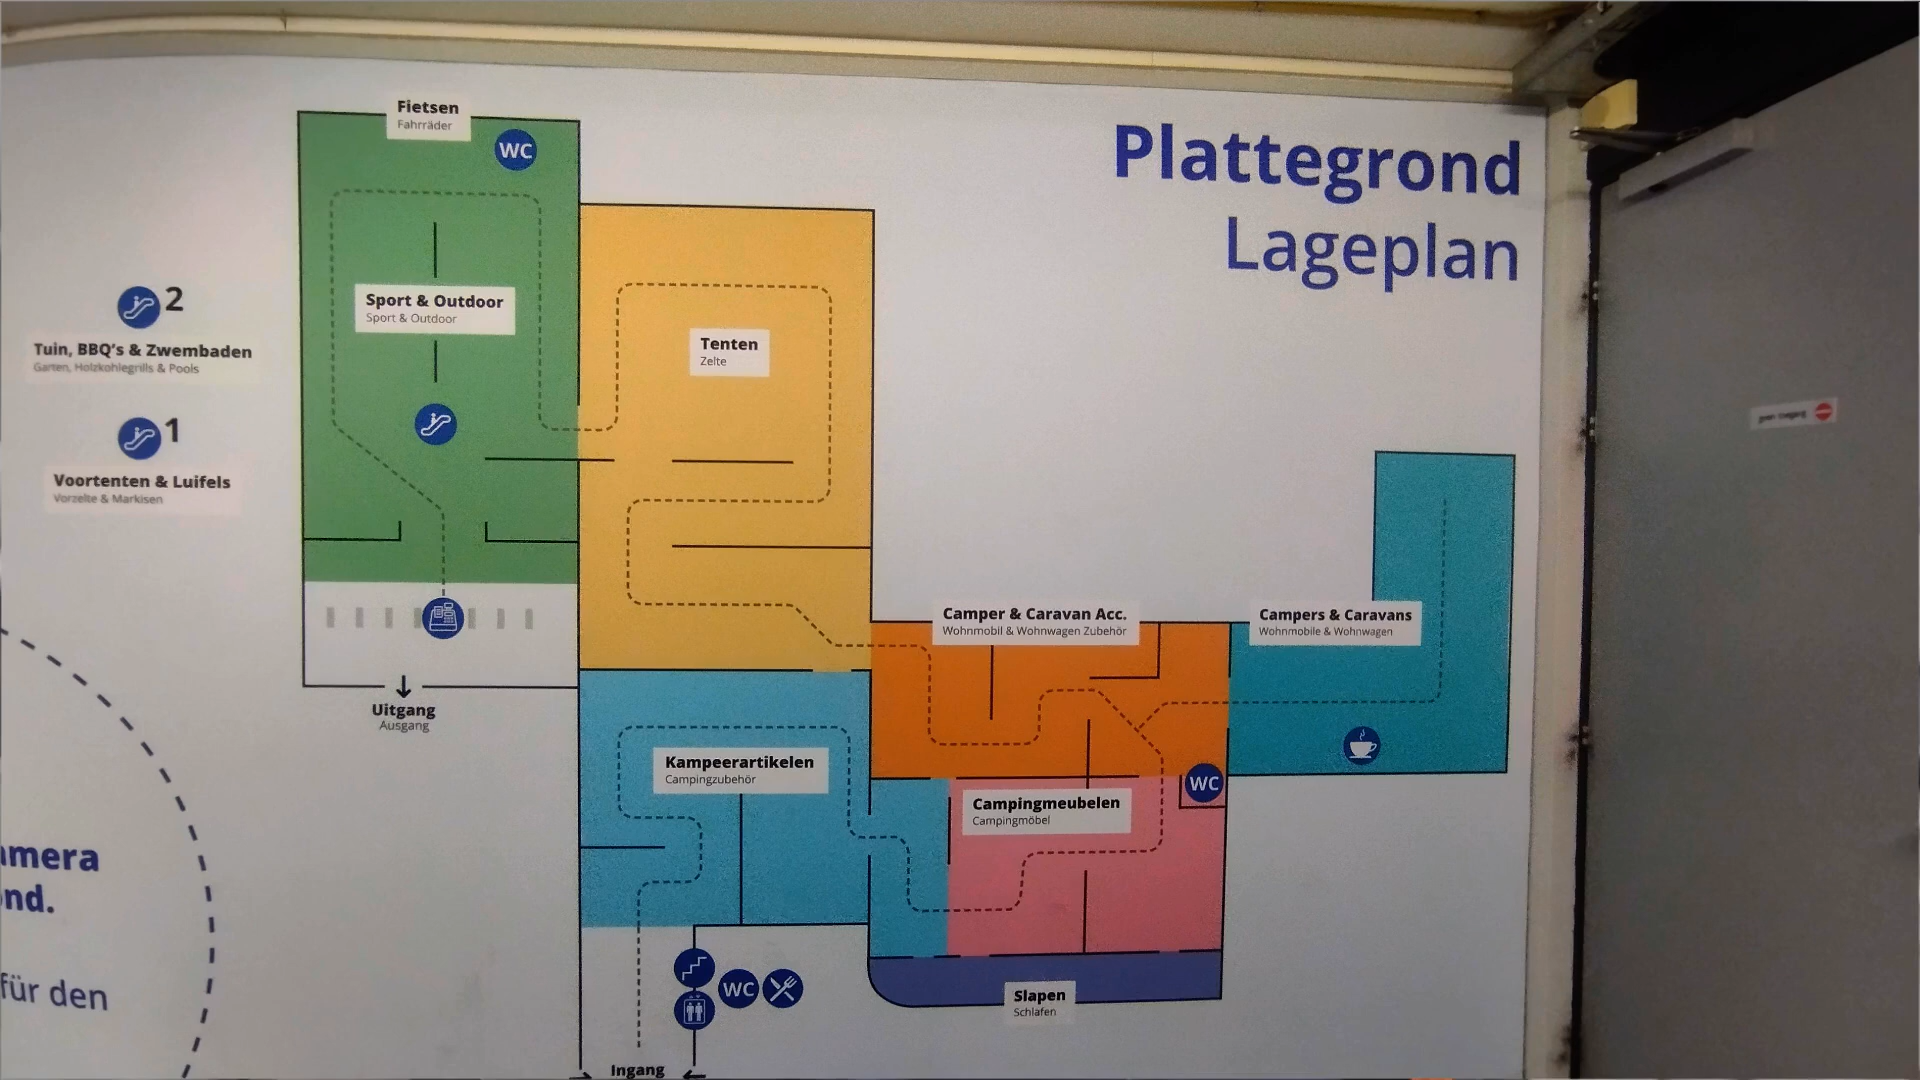 Plattegrond
Lageplan
Fietsen
Fahrräder
WC
Sport & Outdoor
Sport & Outdoor
2
Tuin, BBQ's & Zwembaden
Garten, Holzkohlegrills & Pools
1
Voortenten & Luifels
Vorzelte & Markisen
Tenten
Zelte
Camper & Caravan Acc.
Wohnmobil & Wohnwagen Zubehör
Campers & Caravans
Wohnmobile & Wohnwagen
Uitgang
Ausgang
Kampeerartikelen
Campingzubehör
WC
Campingmeubelen
Campingmöbel
WC
Slapen
Schlafen
Ingang
für den
geen toegang